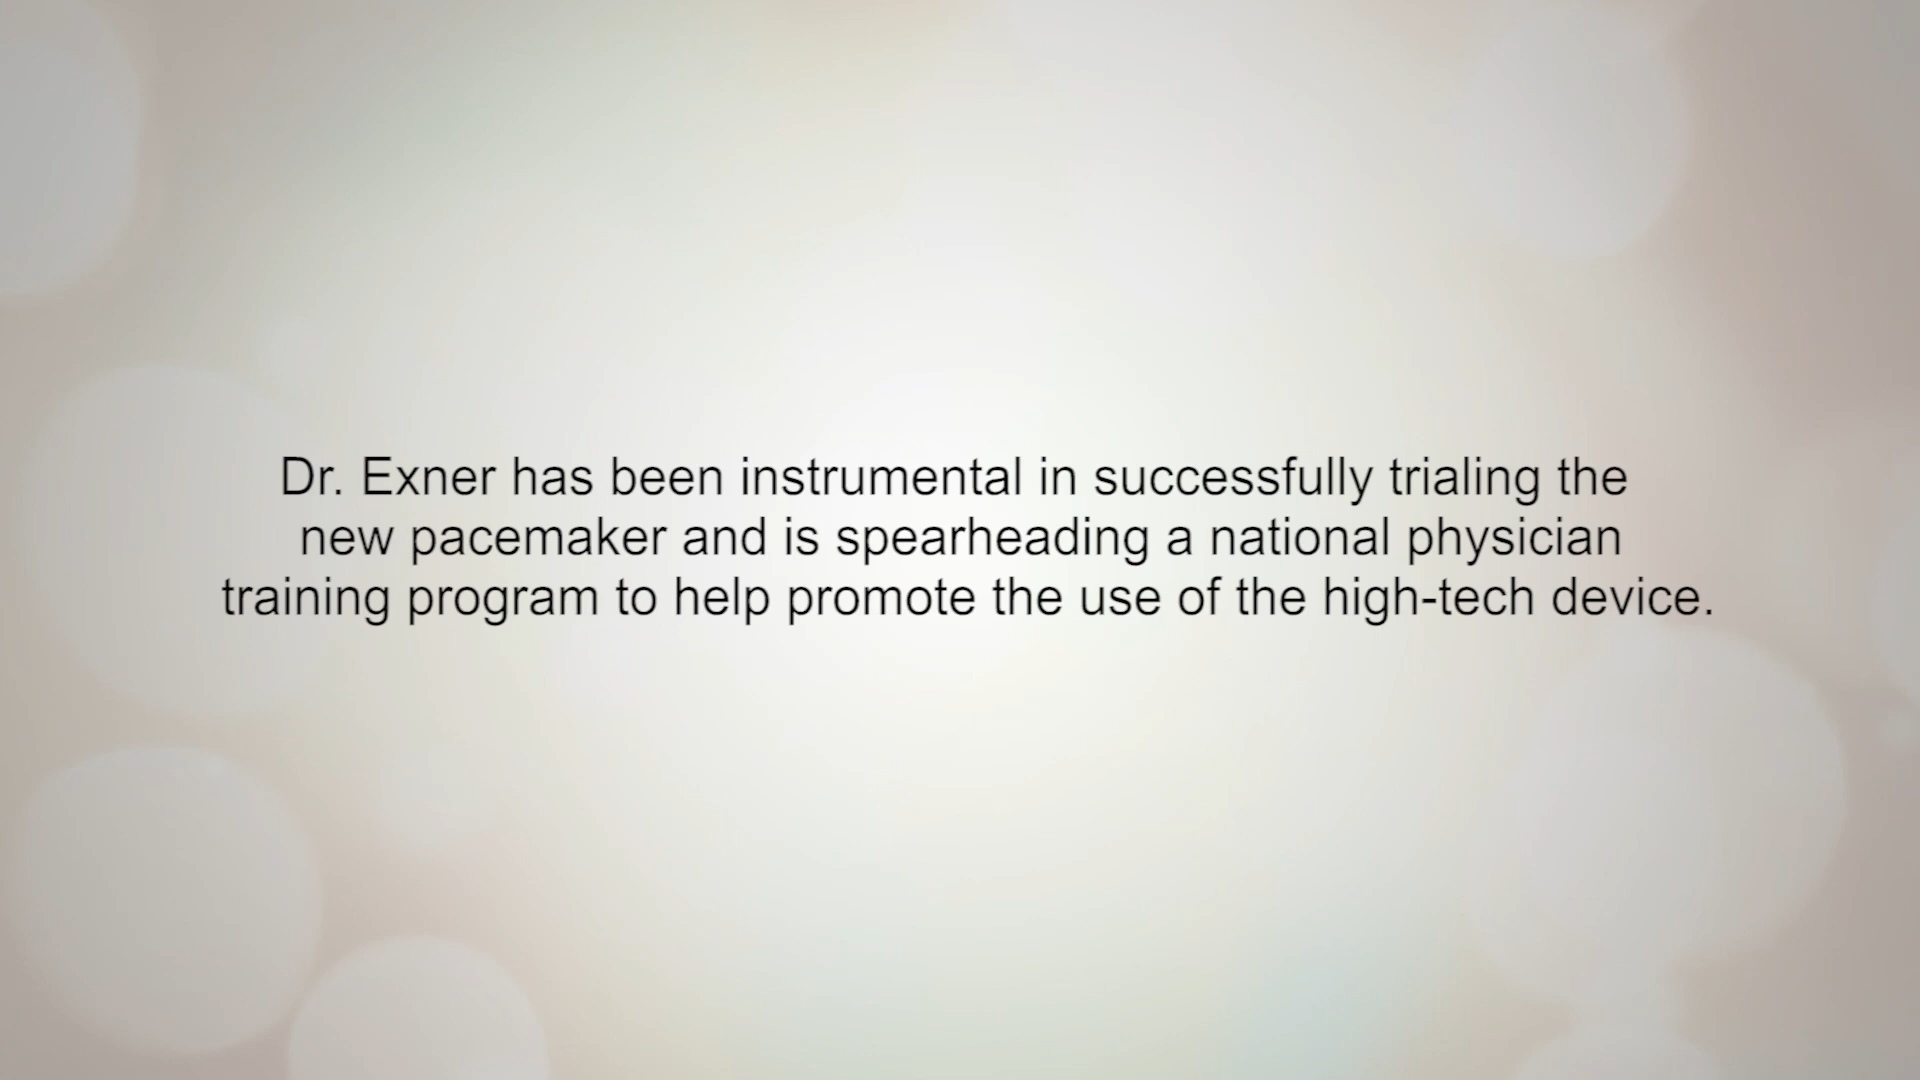 Dr. Exner has been instrumental in successfully trialing the
new pacemaker and is spearheading a national physician
training program to help promote the use of the high-tech device.